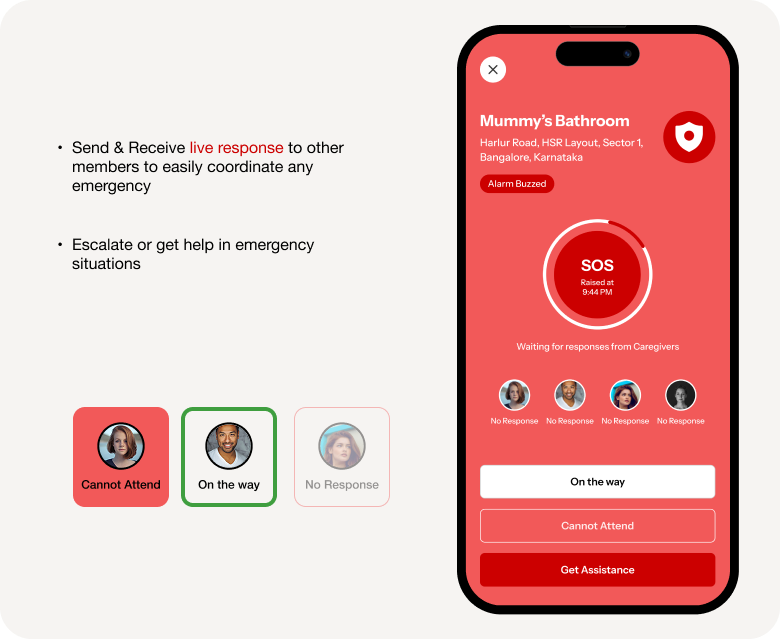 • Send & Receive live response to other
members to easily coordinate any
emergency
• Escalate or get help in emergency
situations
Cannot Attend
On the way
No Response
Mummy’s Bathroom
Harlur Road, HSR Layout, Sector 1,
Bangalore, Karnataka
Alarm Buzzed
SOS
Raised at
9:44 PM
Waiting for responses from Caregivers
No Response
No Response
No Response
No Response
On the way
Cannot Attend
Get Assistance